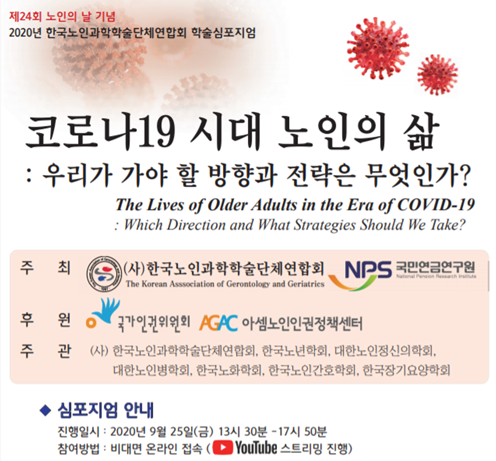 제24회 노인의 날 기념
2020년 한국노인과학학술단체연합회 학술심포지엄
코로나19 시대 노인의 삶
: 우리가 가야 할 방향과 전략은 무엇인가?
The Lives of Older Adults in the Era of COVID-19
: Which Direction and What Strategies Should We Take?
주 최 (사)한국노인과학학술단체연합회 NPS 국민연금연구원
The Korean Asssociation of Gerontology and Geriatrics National Pension Research Institute
후 원 국가인권위원회 AGAC 아셈노인인권정책센터
주 관 (사) 한국노인과학학술단체연합회, 한국노년학회, 대한노인정신의학회,
대한노인병학회, 한국노화학회, 한국노인간호학회, 한국장기요양학회
◆ 심포지엄 안내
진행일시 : 2020년 9월 25일(금) 13시 30분 -17시 50분
참여방법 : 비대면 온라인 접속 ( YouTube 스트리밍 진행)